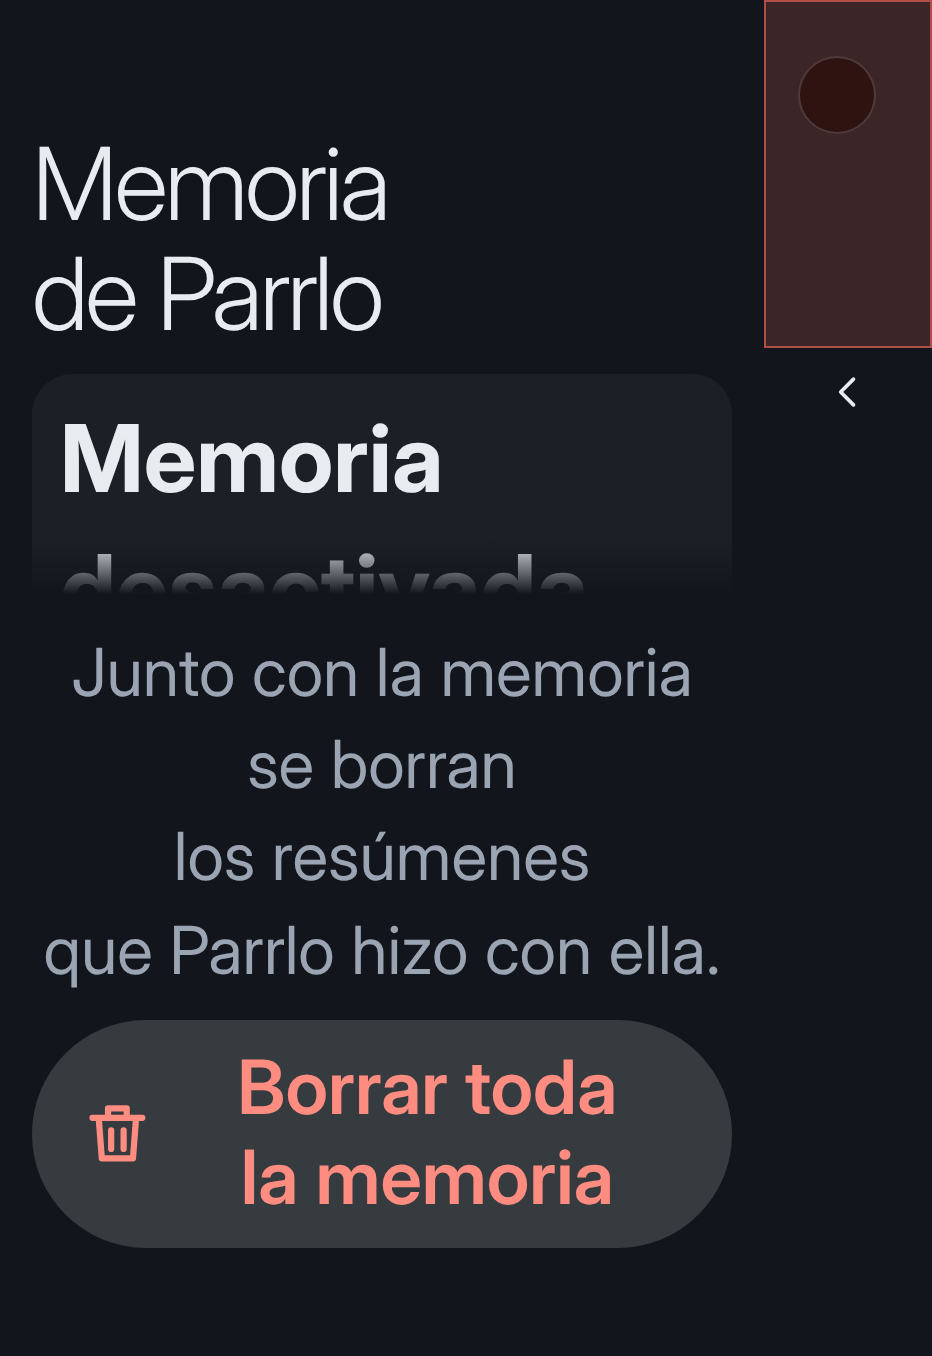 Memoria
de Parrlo
Memoria
desactivada
Junto con la memoria
se borran
los resúmenes
que Parrlo hizo con ella.
Borrar toda
la memoria